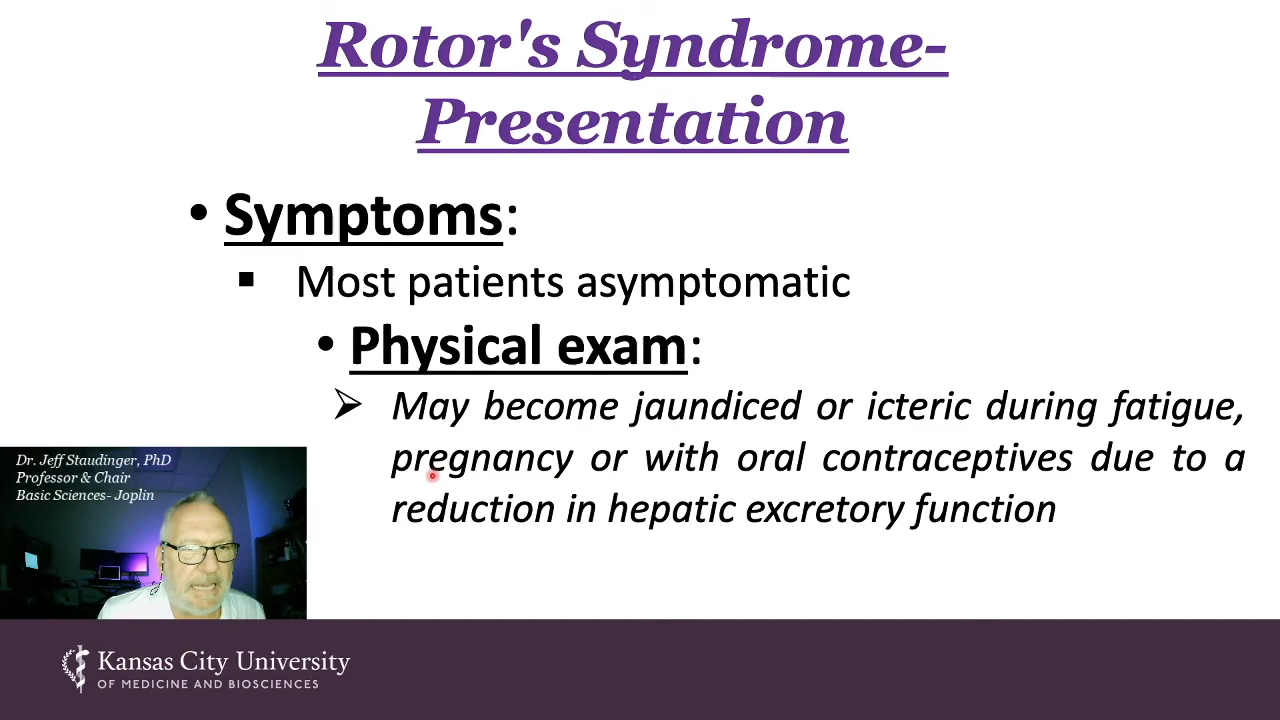 Rotor's Syndrome-
Presentation
• Symptoms:
▪ Most patients asymptomatic
• Physical exam:
➢ May become jaundiced or icteric during fatigue,
pregnancy or with oral contraceptives due to a
reduction in hepatic excretory function
Dr. Jeff Staudinger, PhD
Professor & Chair
Basic Sciences- Joplin
Kansas City University
OF MEDICINE AND BIOSCIENCES